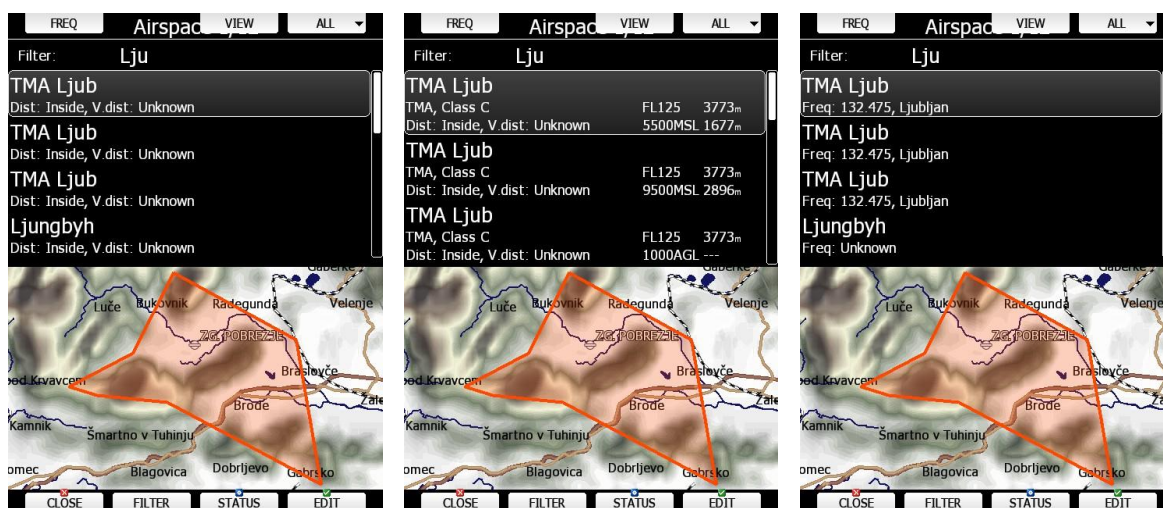 FREQ VIEW ALL
Filter: Lju
TMA Ljub
Dist: Inside, V.dist: Unknown
TMA Ljub
Dist: Inside, V.dist: Unknown
TMA Ljub
Dist: Inside, V.dist: Unknown
Ljungbyh
Dist: Inside, V.dist: Unknown
Luče Bukovnik Radegunda Velenje
ZG. POBREZJE
Braslovče
od Krvavcem
Brode
Kamnik
Šmartno v Tuhinju
Blagovica Dobrljevo Gabrsko
CLOSE FILTER STATUS EDIT
FREQ VIEW ALL
Filter: Lju
TMA Ljub
TMA, Class C FL125 3773m
Dist: Inside, V.dist: Unknown 5500MSL 1677m
TMA Ljub
TMA, Class C FL125 3773m
Dist: Inside, V.dist: Unknown 9500MSL 2896m
TMA Ljub
TMA, Class C FL125 3773m
Dist: Inside, V.dist: Unknown 1000AGL ---
Luče Bukovnik Radegunda Velenje
ZG. POBREZJE
Braslovče
od Krvavcem
Brode
Kamnik
Šmartno v Tuhinju
Blagovica Dobrljevo Gabrsko
CLOSE FILTER STATUS EDIT
FREQ VIEW ALL
Filter: Lju
TMA Ljub
Freq: 132.475, Ljubljan
TMA Ljub
Freq: 132.475, Ljubljan
TMA Ljub
Freq: 132.475, Ljubljan
Ljungbyh
Freq: Unknown
Luče Bukovnik Radegunda Velenje
ZG. POBREZJE
Braslovče
od Krvavcem
Brode
Kamnik
Šmartno v Tuhinju
Blagovica Dobrljevo Gabrsko
CLOSE FILTER STATUS EDIT